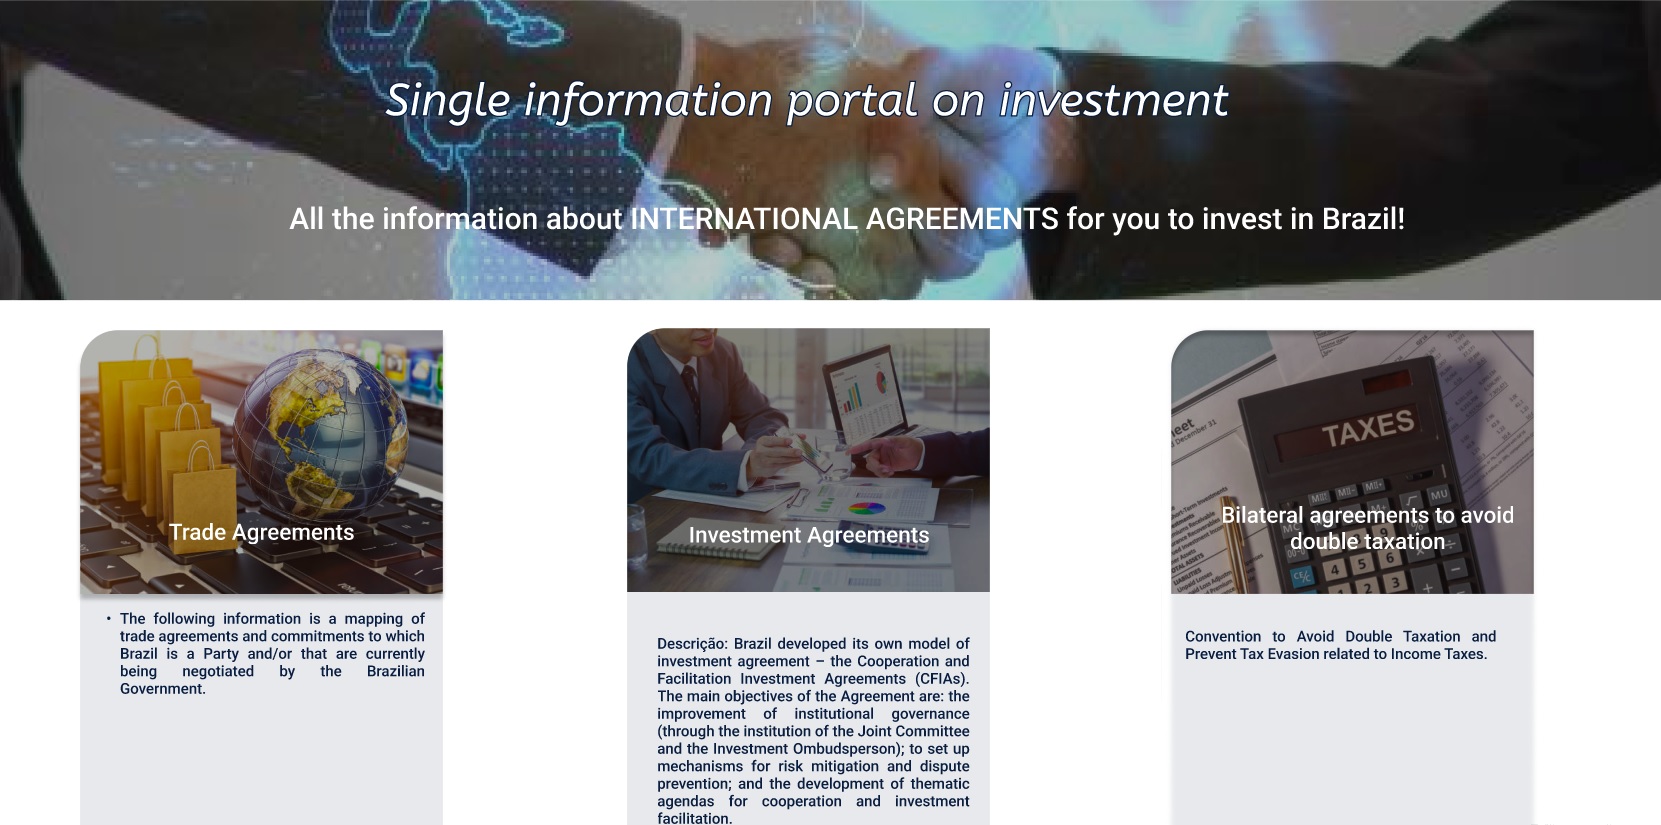 Single information portal on investment
All the information about INTERNATIONAL AGREEMENTS for you to invest in Brazil!
Trade Agreements
• The following information is a mapping of
trade agreements and commitments to which
Brazil is a Party and/or that are currently
being negotiated by the Brazilian
Government.
Investment Agreements
Descrição: Brazil developed its own model of
investment agreement – the Cooperation and
Facilitation Investment Agreements (CFIAs).
The main objectives of the Agreement are: the
improvement of institutional governance
(through the institution of the Joint Committee
and the Investment Ombudsperson); to set up
mechanisms for risk mitigation and dispute
prevention; and the development of thematic
agendas for cooperation and investment
facilitation.
TAXES
Bilateral agreements to avoid
double taxation
Convention to Avoid Double Taxation and
Prevent Tax Evasion related to Income Taxes.